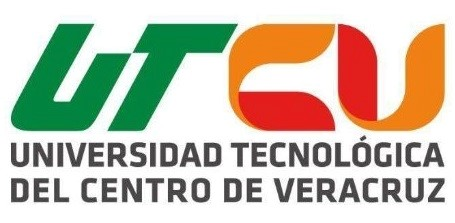 UTCV
UNIVERSIDAD TECNOLÓGICA
DEL CENTRO DE VERACRUZ